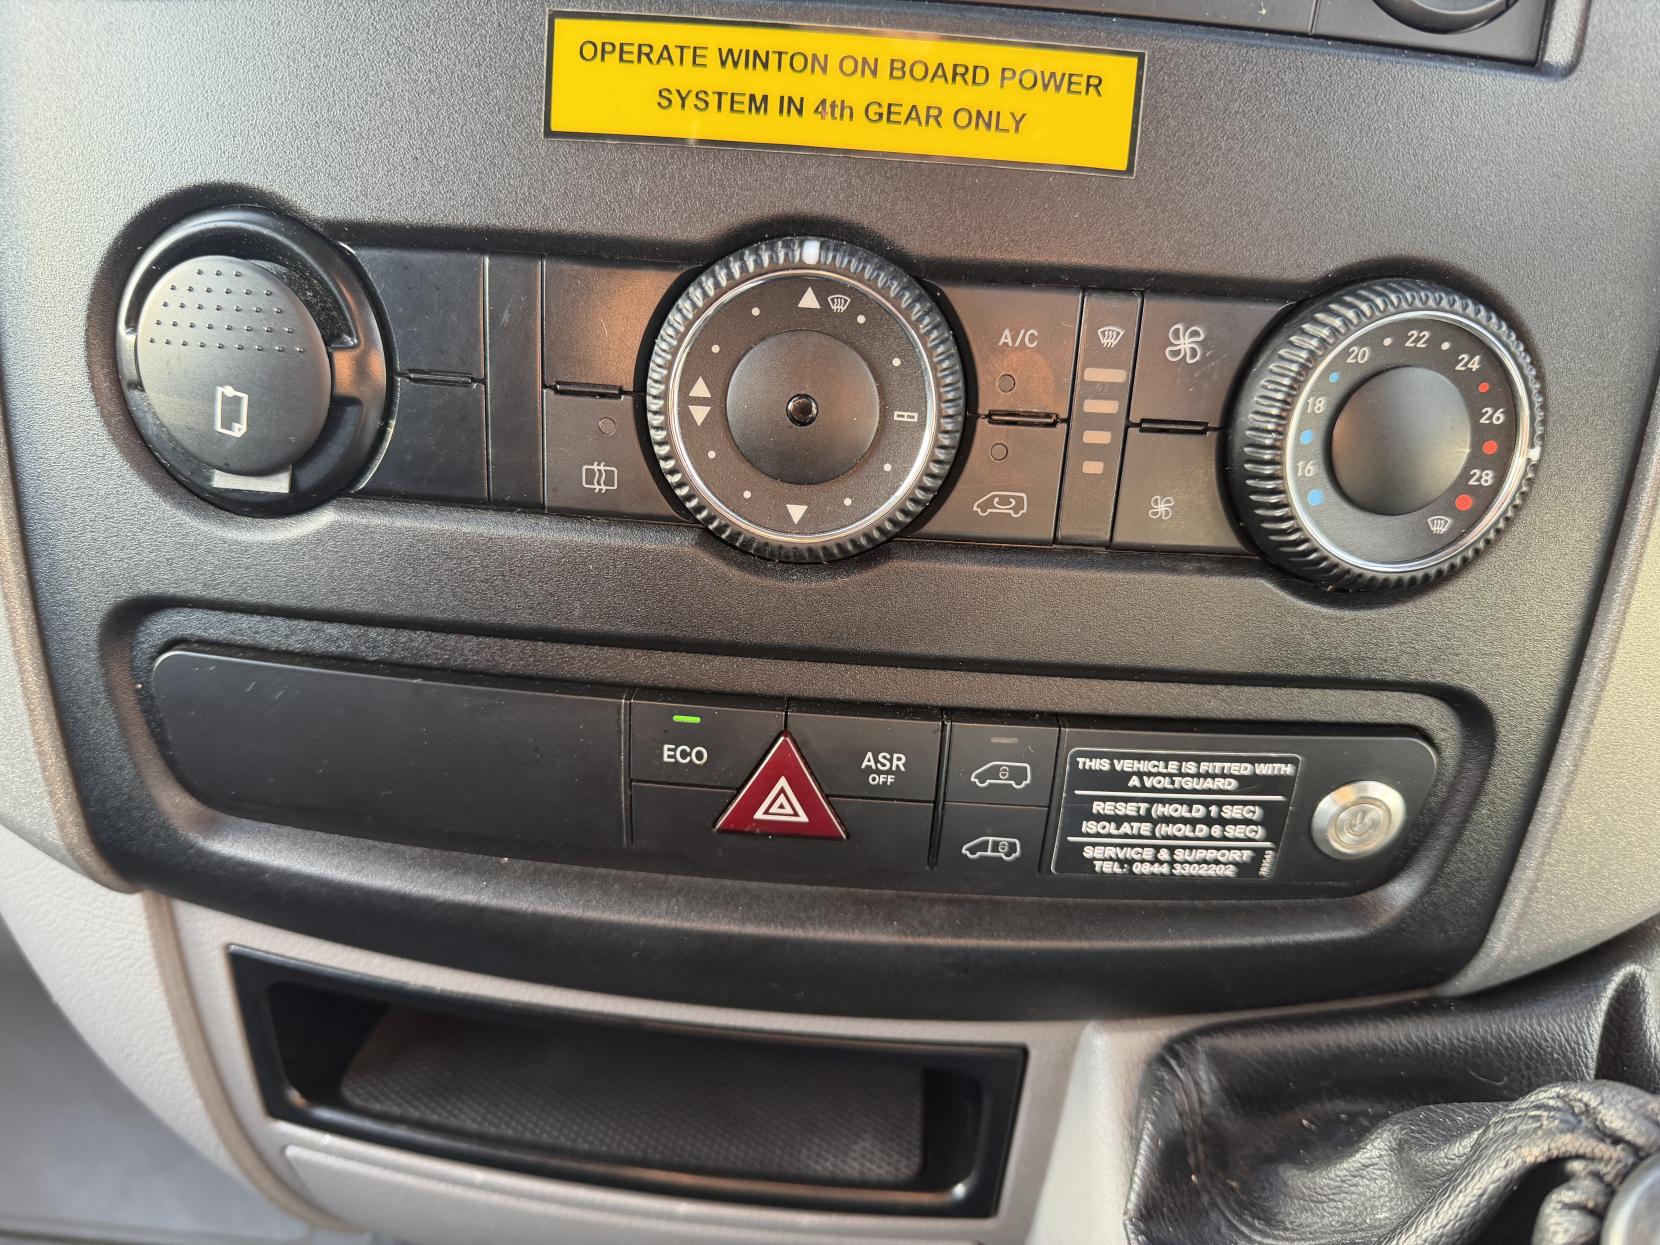 OPERATE WINTON ON BOARD POWER
SYSTEM IN 4th GEAR ONLY
A/C
16
18
20
22
24
26
28
ECO
ASR
OFF
THIS VEHICLE IS FITTED WITH
A VOLTGUARD
RESET (HOLD 1 SEC)
ISOLATE (HOLD 6 SEC)
SERVICE & SUPPORT
TEL: 0844 3302202